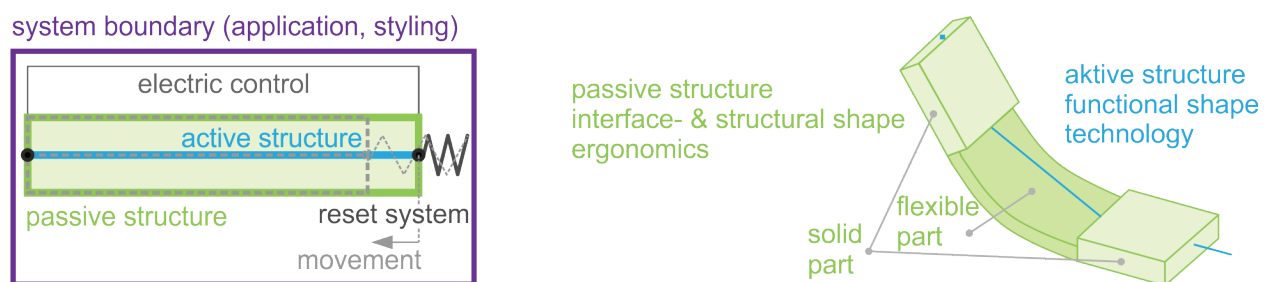 system boundary (application, styling)
electric control
active structure
passive structure
reset system
movement
passive structure
interface- & structural shape
ergonomics
solid
part
flexible
part
aktive structure
functional shape
technology